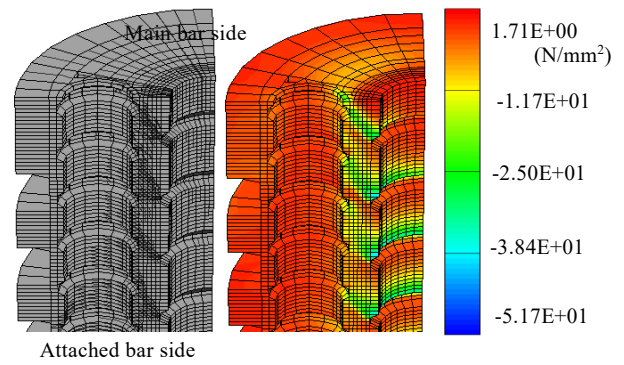 Main bar side
1.71E+00
(N/mm²)
-1.17E+01
-2.50E+01
-3.84E+01
-5.17E+01
Attached bar side